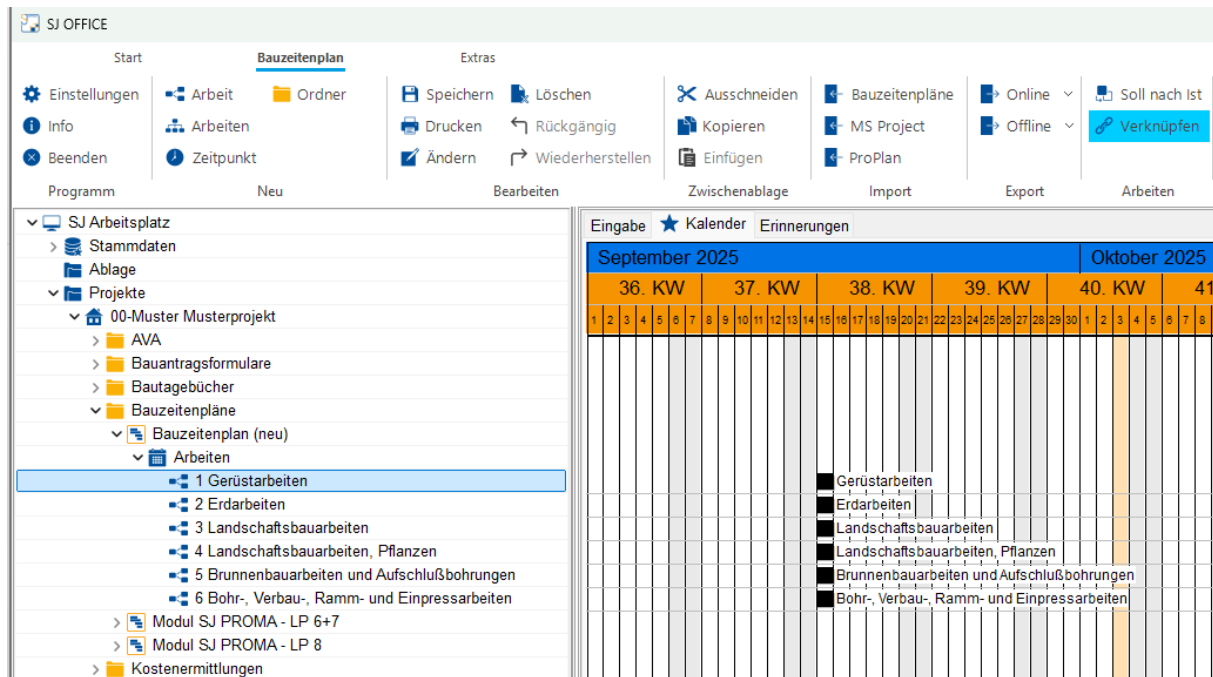 SJ OFFICE
Start Bauzeitenplan Extras
Einstellungen Arbeit Ordner Speichern Löschen Ausschneiden Bauzeitenpläne Online Soll nach Ist
Info Arbeiten Drucken Rückgängig Kopieren MS Project Offline Verknüpfen
Beenden Zeitpunkt Ändern Wiederherstellen Einfügen ProPlan
Programm Neu Bearbeiten Zwischenablage Import Export Arbeiten
SJ Arbeitsplatz
Stammdaten
Ablage
Projekte
00-Muster Musterprojekt
AVA
Bauantragsformulare
Bautagebücher
Bauzeitenpläne
Bauzeitenplan (neu)
Arbeiten
1 Gerüstarbeiten
2 Erdarbeiten
3 Landschaftsbauarbeiten
4 Landschaftsbauarbeiten, Pflanzen
5 Brunnenbauarbeiten und Aufschlußbohrungen
6 Bohr-, Verbau-, Ramm- und Einpressarbeiten
Modul SJ PROMA - LP 6+7
Modul SJ PROMA - LP 8
Kostenermittlungen
Eingabe Kalender Erinnerungen
September 2025 Oktober 2025
36. KW 37. KW 38. KW 39. KW 40. KW 41
1 2 3 4 5 6 7 8 9 10 11 12 13 14 15 16 17 18 19 20 21 22 23 24 25 26 27 28 29 30 1 2 3 4 5 6 7 8
Gerüstarbeiten
Erdarbeiten
Landschaftsbauarbeiten
Landschaftsbauarbeiten, Pflanzen
Brunnenbauarbeiten und Aufschlußbohrungen
Bohr-, Verbau-, Ramm- und Einpressarbeiten